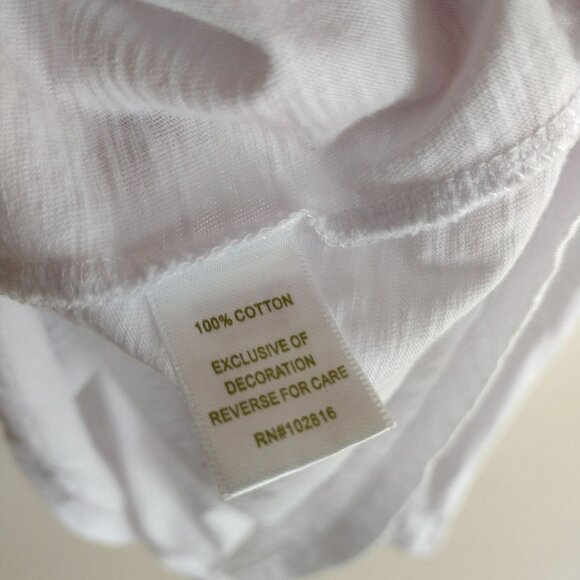 100% COTTON
EXCLUSIVE OF
DECORATION
REVERSE FOR CARE
RN#102816